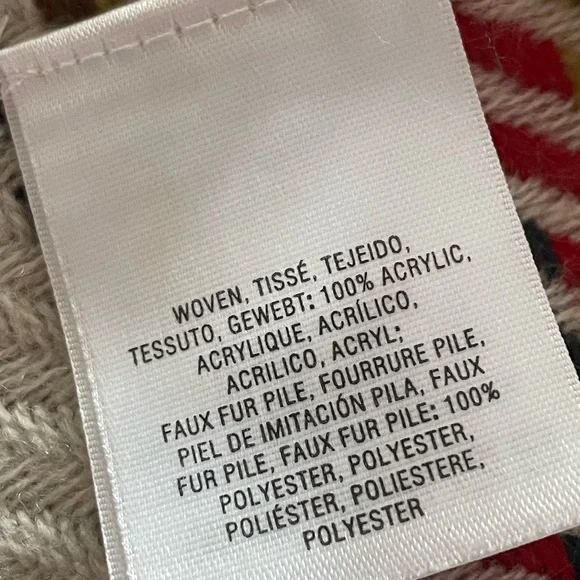 WOVEN, TISSÉ, TEJEIDO,
TESSUTO, GEWEBT: 100% ACRYLIC,
ACRYLIQUE, ACRÍLICO,
ACRILICO, ACRYL;
FAUX FUR PILE, FOURRURE PILE,
PIEL DE IMITACIÓN PILA, FAUX
FUR PILE, FAUX FUR PILE: 100%
POLYESTER, POLYESTER,
POLIÉSTER, POLIESTERE,
POLYESTER